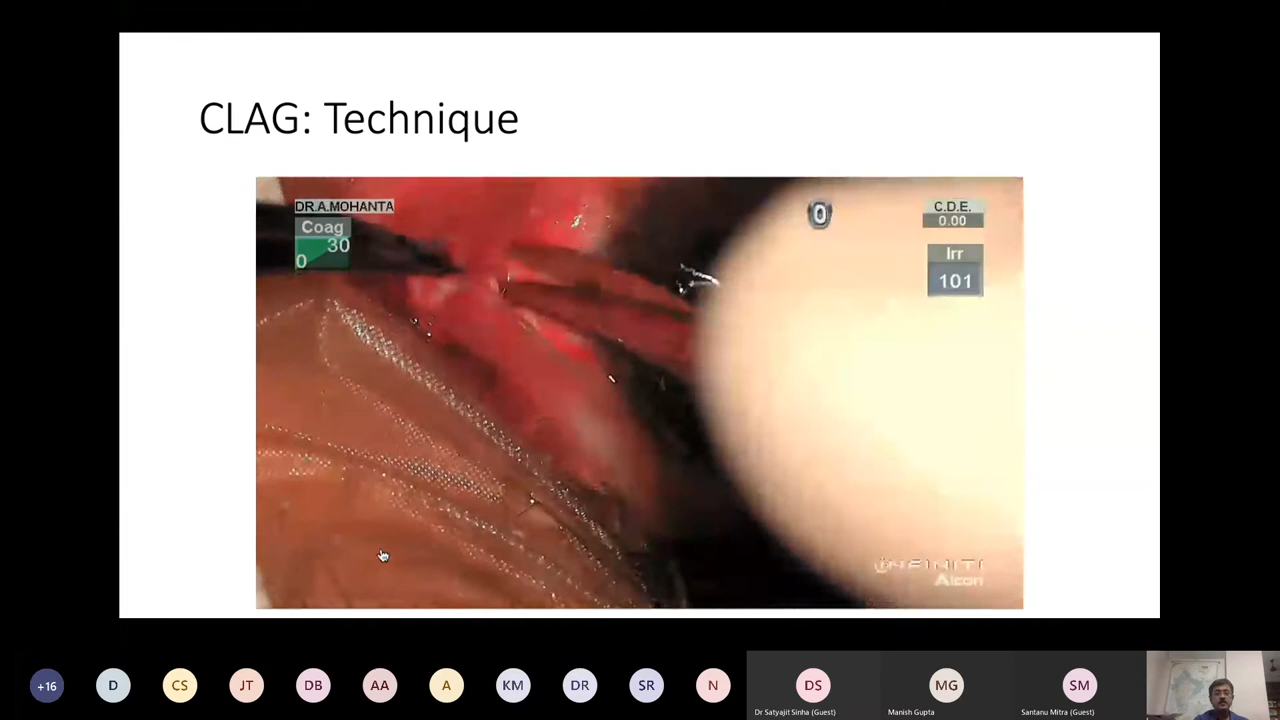 CLAG: Technique
DR.A.MOHANTA
Coag
30
0
0
C.D.E.
0.00
Irr
101
INFINITI
Alcon
+16
D
CS
JT
DB
AA
A
KM
DR
SR
N
DS
MG
SM
Dr Satyajit Sinha (Guest)
Manish Gupta
Santanu Mitra (Guest)